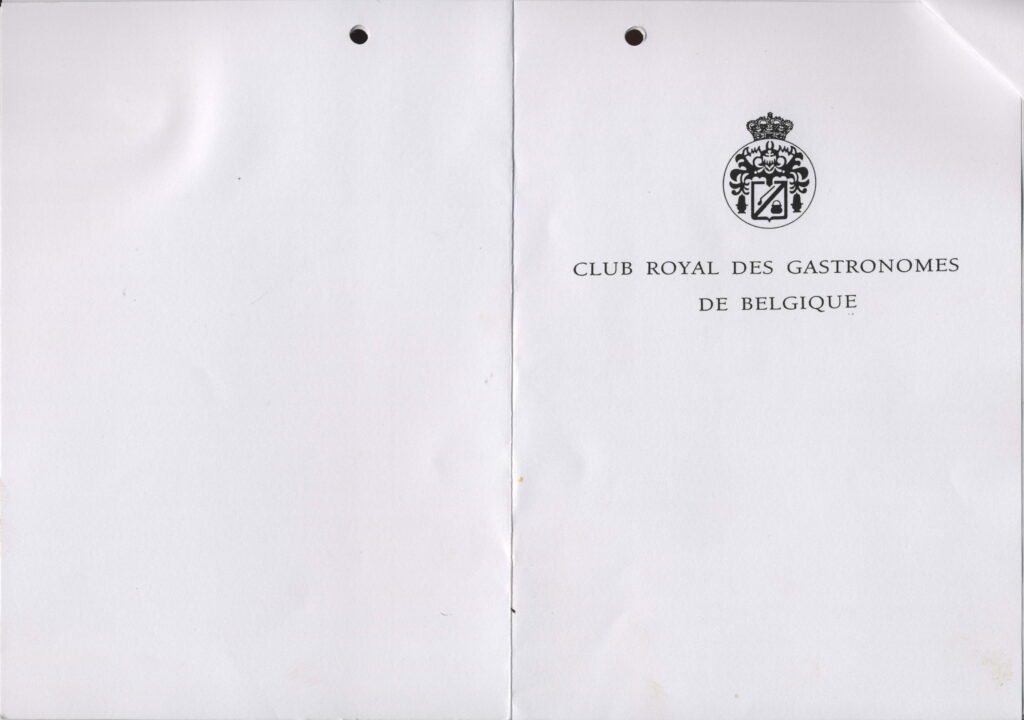 CLUB ROYAL DES GASTRONOMES
DE BELGIQUE